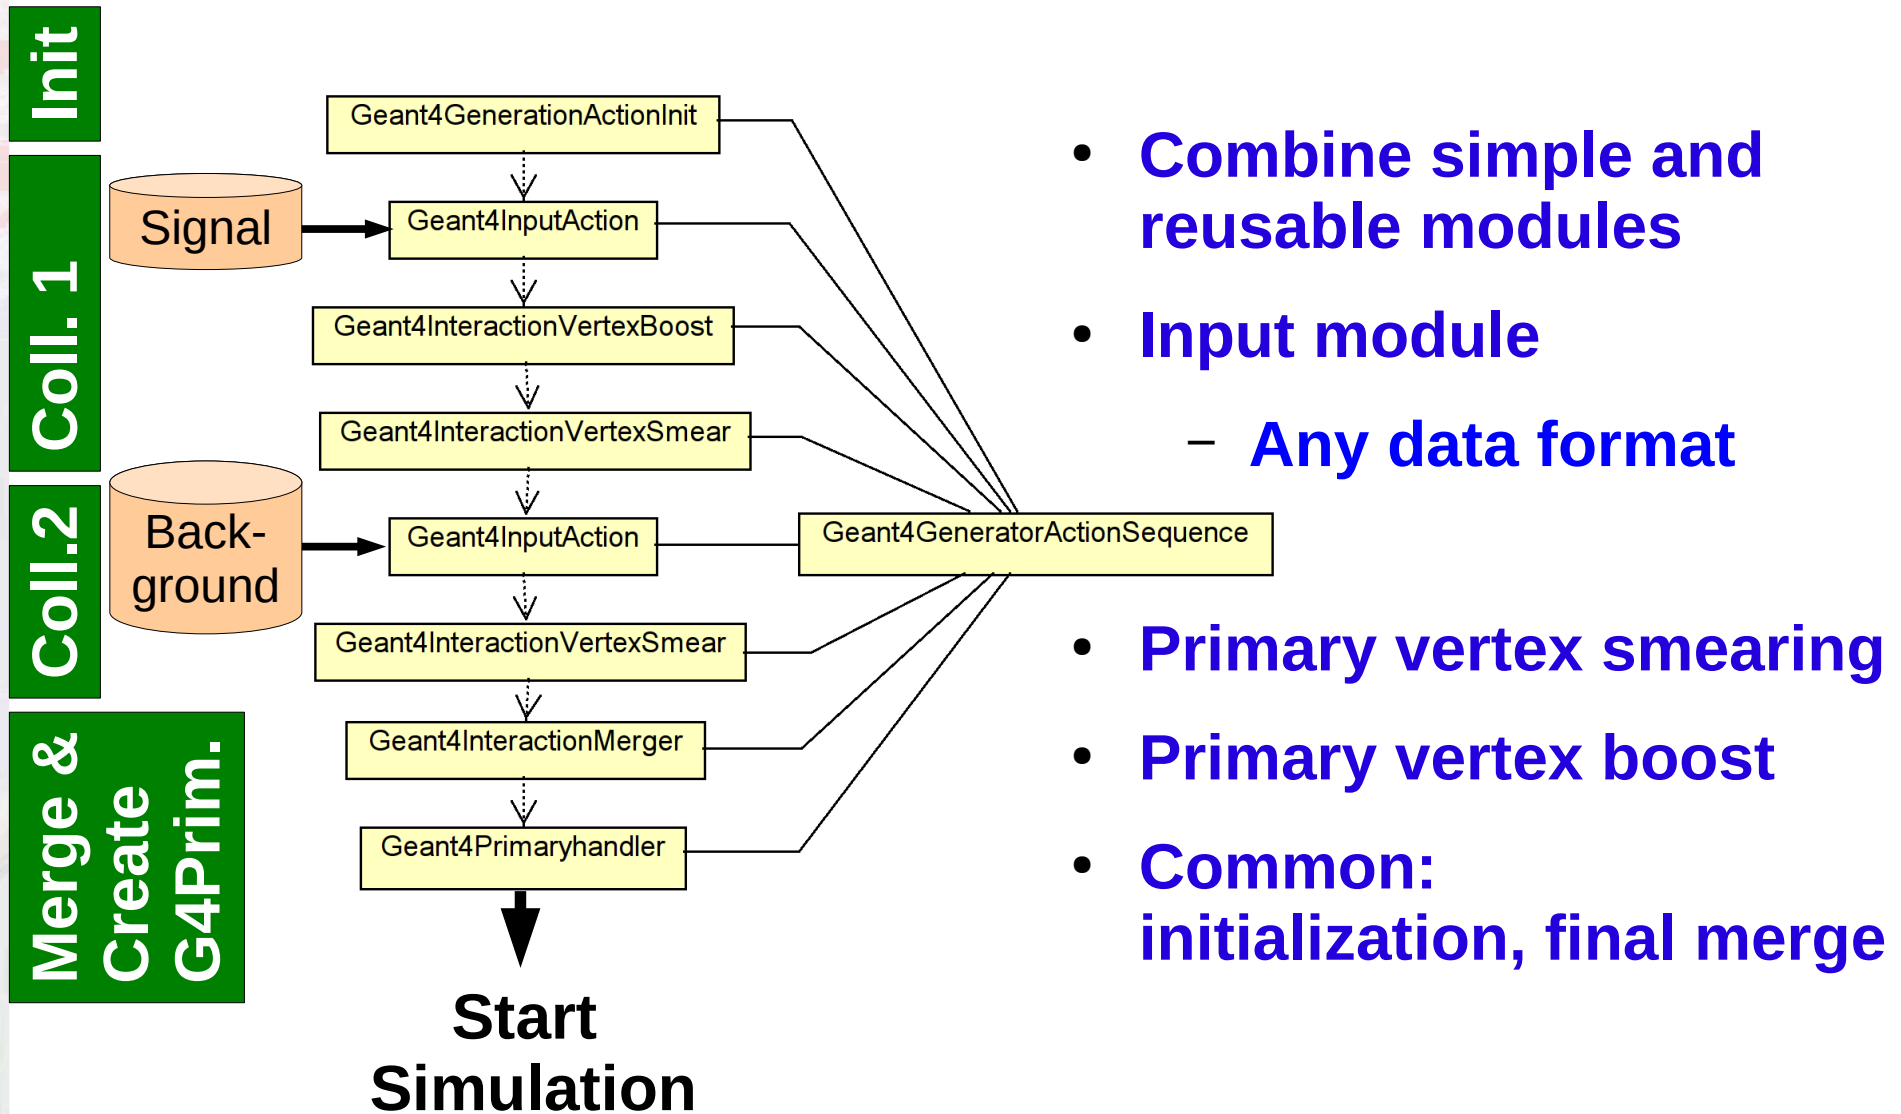 Init
Coll. 1
Coll.2
Merge &
Create
G4Prim.
Signal
Back-
ground
Geant4GenerationActionInit
Geant4InputAction
Geant4InteractionVertexBoost
Geant4InteractionVertexSmear
Geant4InputAction
Geant4InteractionVertexSmear
Geant4InteractionMerger
Geant4Primaryhandler
Geant4GeneratorActionSequence
Start
Simulation
• Combine simple and
reusable modules
• Input module
– Any data format
• Primary vertex smearing
• Primary vertex boost
• Common:
initialization, final merge